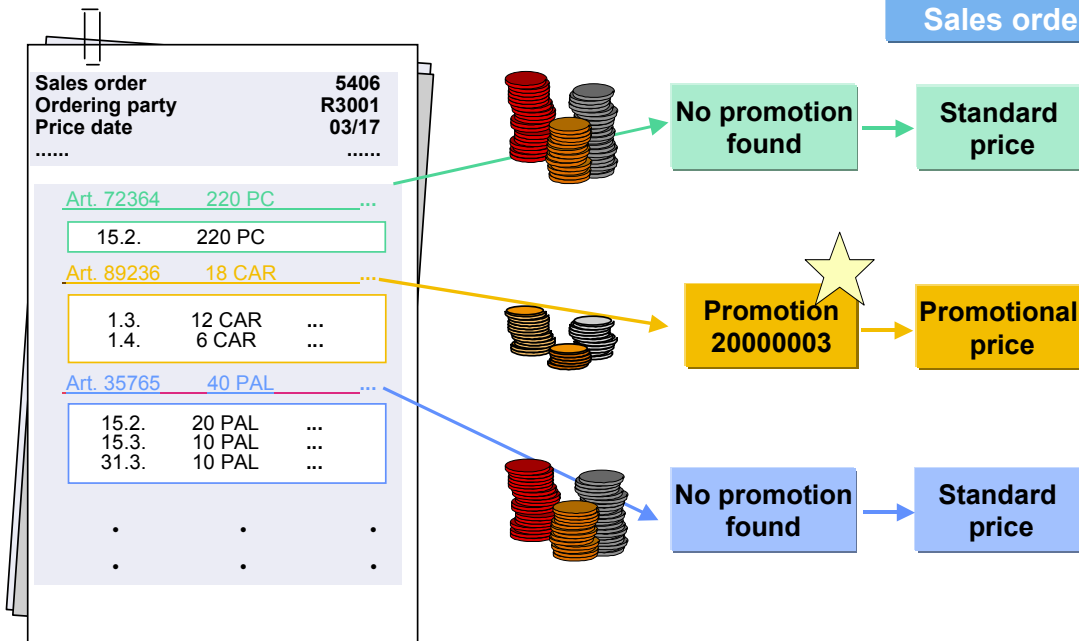 Sales orde
Sales order 5406
Ordering party R3001
Price date 03/17
...... ......
Art. 72364 220 PC ...
15.2. 220 PC
Art. 89236 18 CAR ...
1.3. 12 CAR ...
1.4. 6 CAR ...
Art. 35765 40 PAL ...
15.2. 20 PAL ...
15.3. 10 PAL ...
31.3. 10 PAL ...
. . .
. . .
No promotion
found
Standard
price
Promotion
20000003
Promotional
price
No promotion
found
Standard
price